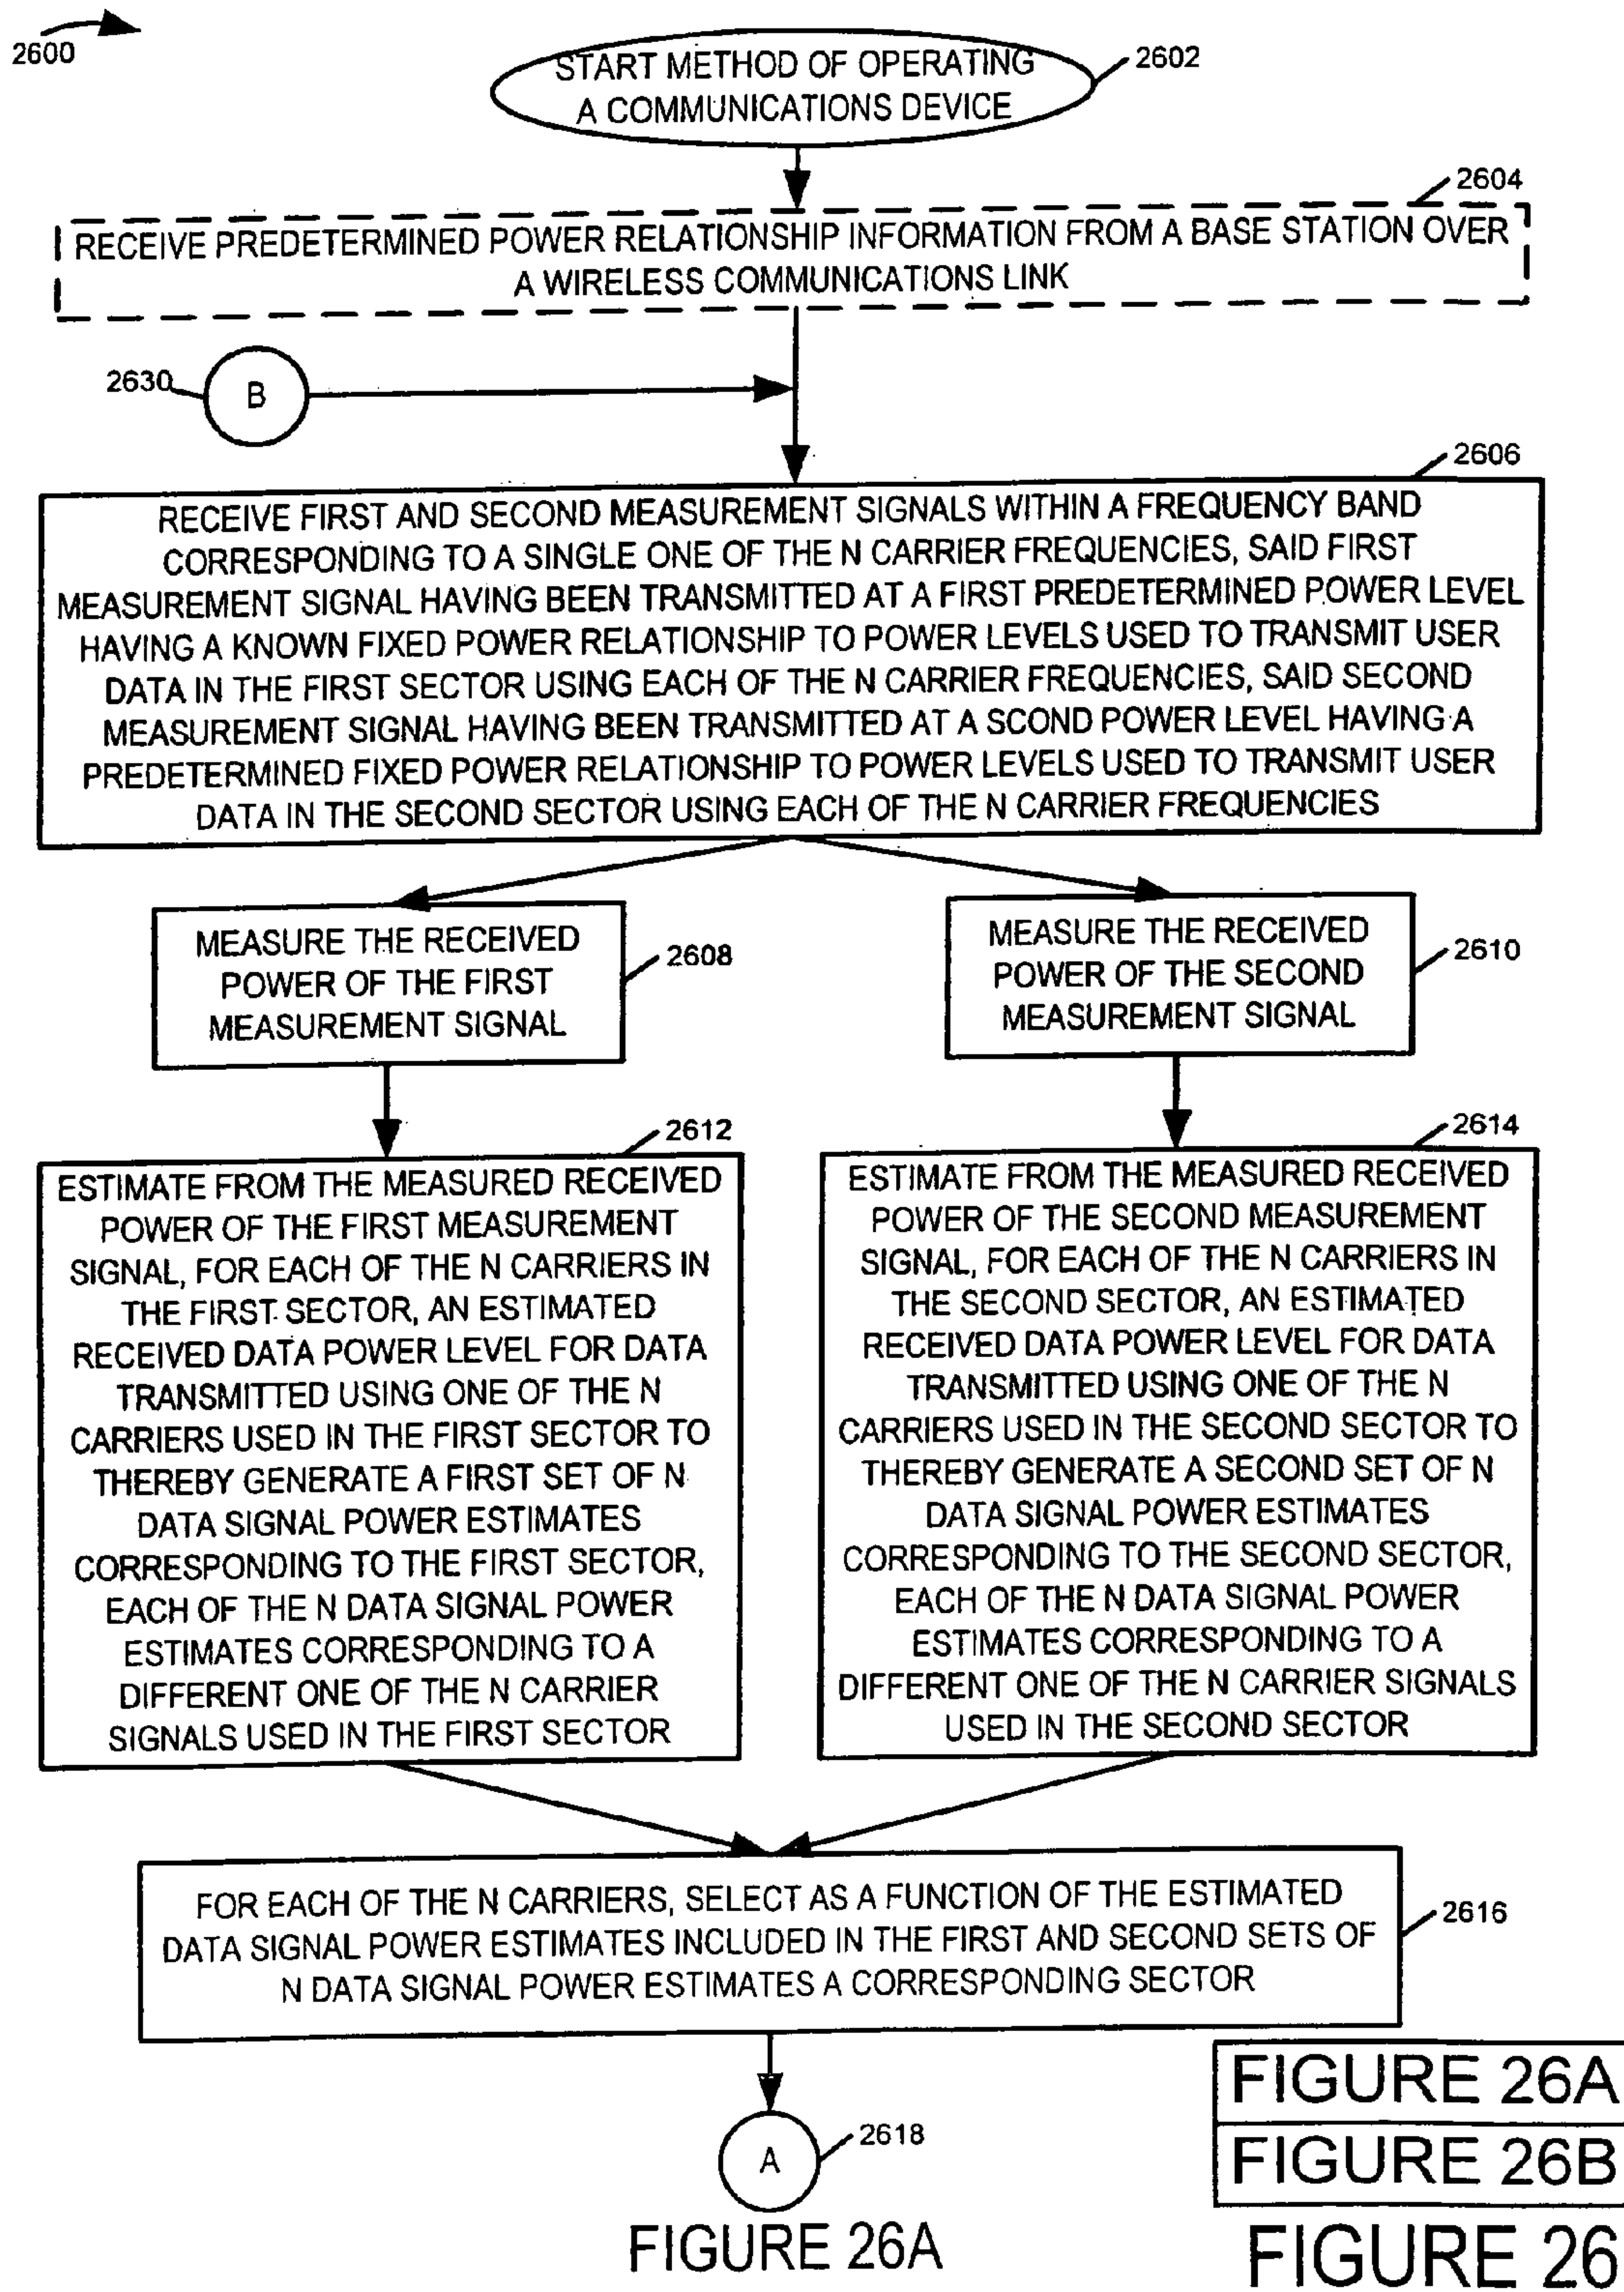 2600
START METHOD OF OPERATING
A COMMUNICATIONS DEVICE
2602
2604
RECEIVE PREDETERMINED POWER RELATIONSHIP INFORMATION FROM A BASE STATION OVER
A WIRELESS COMMUNICATIONS LINK
2630
B
2606
RECEIVE FIRST AND SECOND MEASUREMENT SIGNALS WITHIN A FREQUENCY BAND
CORRESPONDING TO A SINGLE ONE OF THE N CARRIER FREQUENCIES, SAID FIRST
MEASUREMENT SIGNAL HAVING BEEN TRANSMITTED AT A FIRST PREDETERMINED POWER LEVEL
HAVING A KNOWN FIXED POWER RELATIONSHIP TO POWER LEVELS USED TO TRANSMIT USER
DATA IN THE FIRST SECTOR USING EACH OF THE N CARRIER FREQUENCIES, SAID SECOND
MEASUREMENT SIGNAL HAVING BEEN TRANSMITTED AT A SCOND POWER LEVEL HAVING A
PREDETERMINED FIXED POWER RELATIONSHIP TO POWER LEVELS USED TO TRANSMIT USER
DATA IN THE SECOND SECTOR USING EACH OF THE N CARRIER FREQUENCIES
MEASURE THE RECEIVED
POWER OF THE FIRST
MEASUREMENT SIGNAL
2608
MEASURE THE RECEIVED
POWER OF THE SECOND
MEASUREMENT SIGNAL
2610
2612
ESTIMATE FROM THE MEASURED RECEIVED
POWER OF THE FIRST MEASUREMENT
SIGNAL, FOR EACH OF THE N CARRIERS IN
THE FIRST SECTOR, AN ESTIMATED
RECEIVED DATA POWER LEVEL FOR DATA
TRANSMITTED USING ONE OF THE N
CARRIERS USED IN THE FIRST SECTOR TO
THEREBY GENERATE A FIRST SET OF N
DATA SIGNAL POWER ESTIMATES
CORRESPONDING TO THE FIRST SECTOR,
EACH OF THE N DATA SIGNAL POWER
ESTIMATES CORRESPONDING TO A
DIFFERENT ONE OF THE N CARRIER
SIGNALS USED IN THE FIRST SECTOR
2614
ESTIMATE FROM THE MEASURED RECEIVED
POWER OF THE SECOND MEASUREMENT
SIGNAL, FOR EACH OF THE N CARRIERS IN
THE SECOND SECTOR, AN ESTIMATED
RECEIVED DATA POWER LEVEL FOR DATA
TRANSMITTED USING ONE OF THE N
CARRIERS USED IN THE SECOND SECTOR TO
THEREBY GENERATE A SECOND SET OF N
DATA SIGNAL POWER ESTIMATES
CORRESPONDING TO THE SECOND SECTOR,
EACH OF THE N DATA SIGNAL POWER
ESTIMATES CORRESPONDING TO A
DIFFERENT ONE OF THE N CARRIER SIGNALS
USED IN THE SECOND SECTOR
FOR EACH OF THE N CARRIERS, SELECT AS A FUNCTION OF THE ESTIMATED
DATA SIGNAL POWER ESTIMATES INCLUDED IN THE FIRST AND SECOND SETS OF
N DATA SIGNAL POWER ESTIMATES A CORRESPONDING SECTOR
2616
A
2618
FIGURE 26A
FIGURE 26A
FIGURE 26B
FIGURE 26